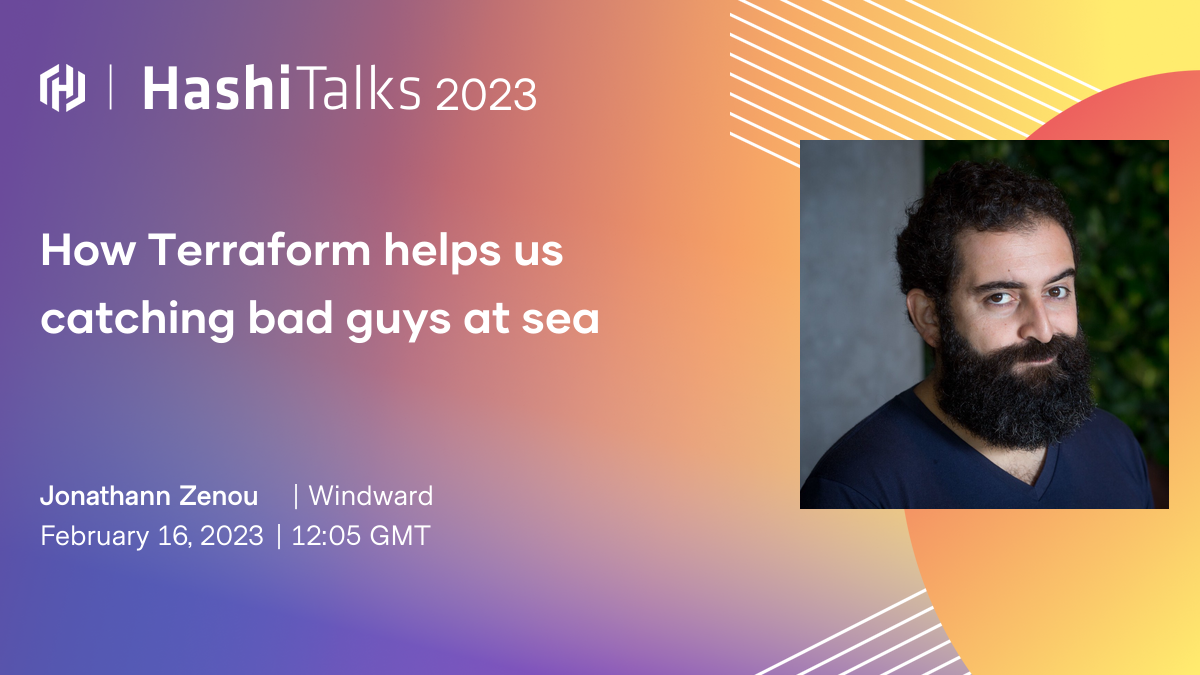 HashiTalks 2023
How Terraform helps us
catching bad guys at sea
Jonathann Zenou | Windward
February 16, 2023 | 12:05 GMT